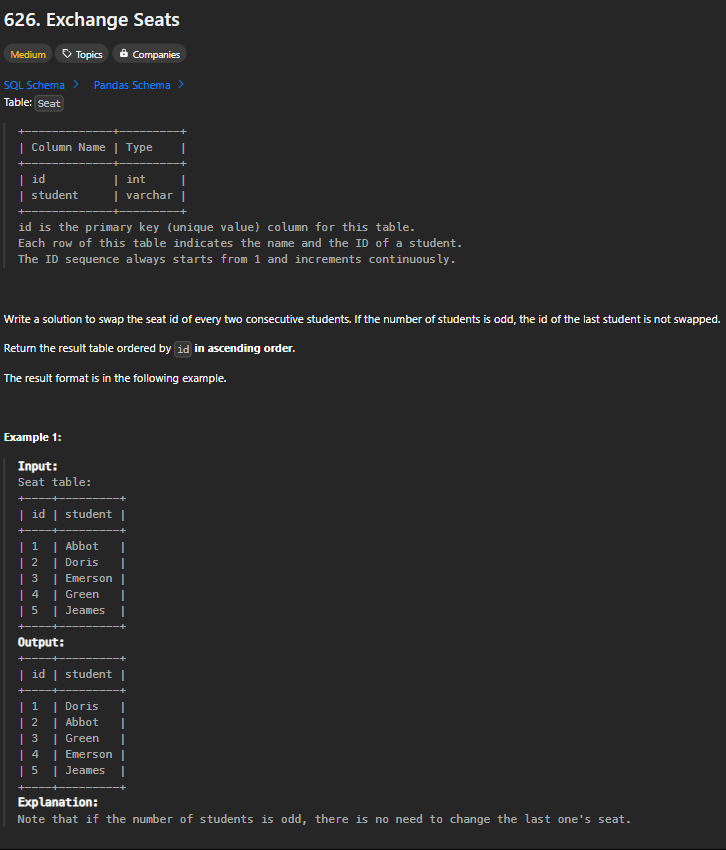 626. Exchange Seats
Medium Topics Companies
SQL Schema > Pandas Schema >
Table: Seat
+-------------+---------+
| Column Name | Type    |
+-------------+---------+
| id          | int     |
| student     | varchar |
+-------------+---------+
id is the primary key (unique value) column for this table.
Each row of this table indicates the name and the ID of a student.
The ID sequence always starts from 1 and increments continuously.
Write a solution to swap the seat id of every two consecutive students. If the number of students is odd, the id of the last student is not swapped.
Return the result table ordered by id in ascending order.
The result format is in the following example.
Example 1:
Input:
Seat table:
+----+---------+
| id | student |
+----+---------+
| 1  | Abbot   |
| 2  | Doris   |
| 3  | Emerson |
| 4  | Green   |
| 5  | Jeames  |
+----+---------+
Output:
+----+---------+
| id | student |
+----+---------+
| 1  | Doris   |
| 2  | Abbot   |
| 3  | Green   |
| 4  | Emerson |
| 5  | Jeames  |
+----+---------+
Explanation:
Note that if the number of students is odd, there is no need to change the last one's seat.